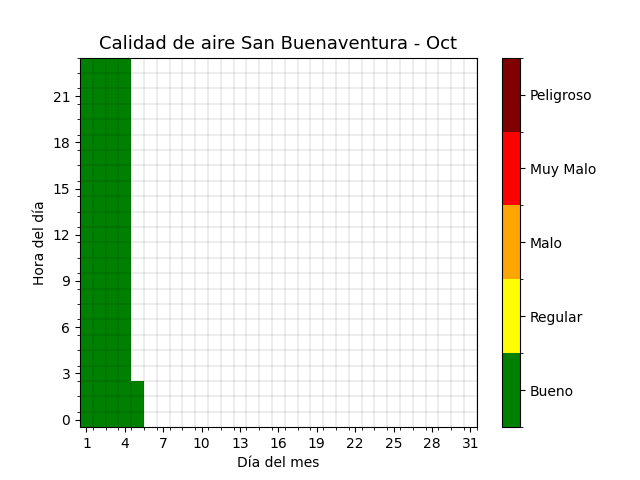 Calidad de aire San Buenaventura - Oct
Hora del día
21
18
15
12
9
6
3
0
1 4 7 10 13 16 19 22 25 28 31
Día del mes
Peligroso
Muy Malo
Malo
Regular
Bueno